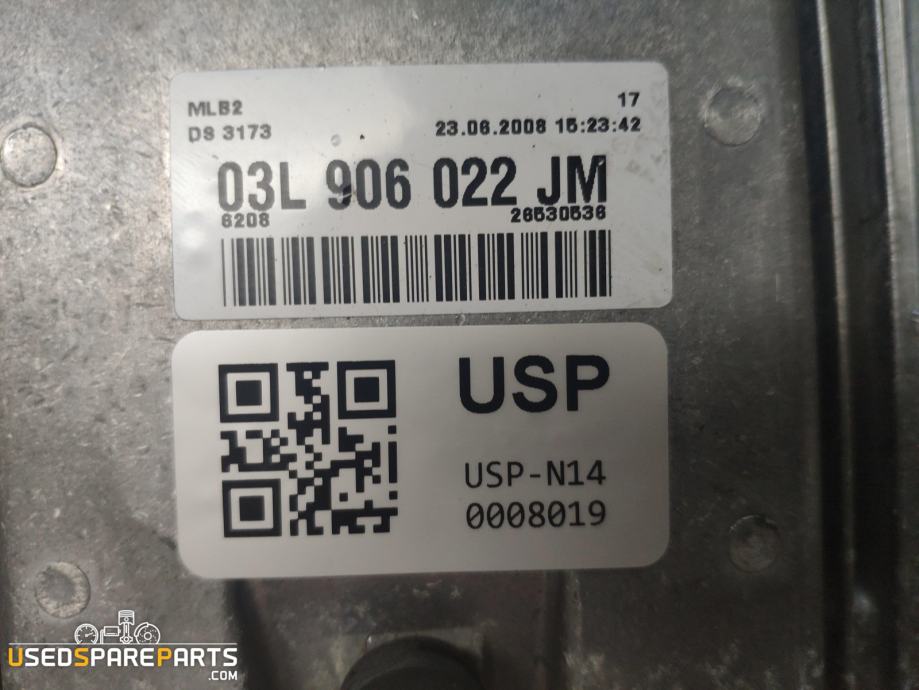 MLB2
17
DS 3173
23.06.2008 15:23:42
03L 906 022 JM
6208
26530536
USP
USP-N14
0008019
USEDSPAREPARTS
.COM